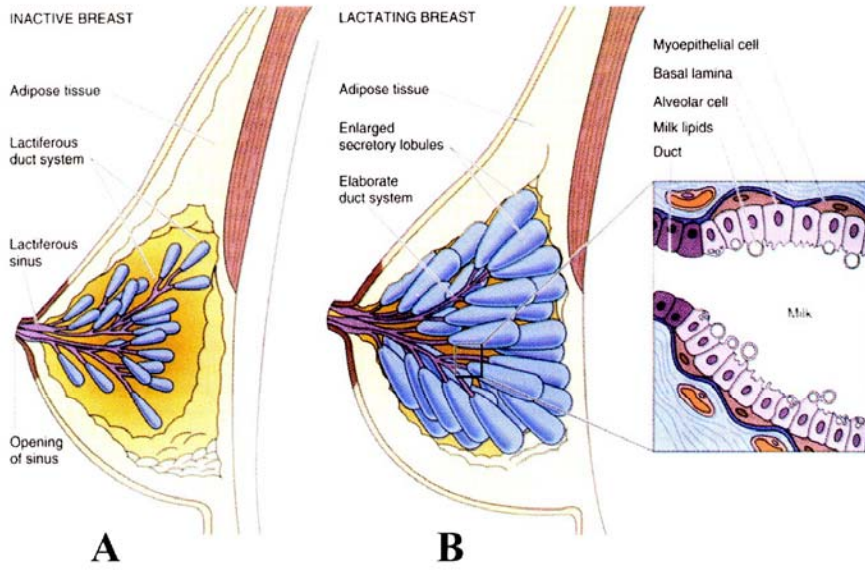 INACTIVE BREAST
Adipose tissue
Lactiferous
duct system
Lactiferous
sinus
Opening
of sinus
A
LACTATING BREAST
Adipose tissue
Enlarged
secretory lobules
Elaborate
duct system
B
Myoepithelial cell
Basal lamina
Alveolar cell
Milk lipids
Duct
Milk